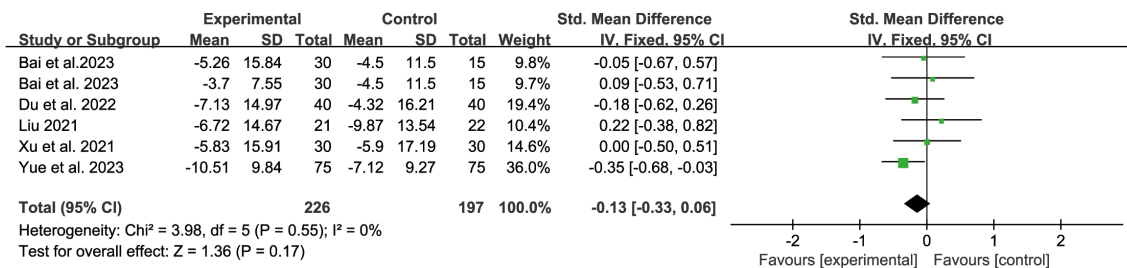 Experimental Control Std. Mean Difference Std. Mean Difference
Study or Subgroup Mean SD Total Mean SD Total Weight IV, Fixed, 95% CI IV, Fixed, 95% CI
Bai et al.2023 -5.26 15.84 30 -4.5 11.5 15 9.8% -0.05 [-0.67, 0.57]
Bai et al. 2023 -3.7 7.55 30 -4.5 11.5 15 9.7% 0.09 [-0.53, 0.71]
Du et al. 2022 -7.13 14.97 40 -4.32 16.21 40 19.4% -0.18 [-0.62, 0.26]
Liu 2021 -6.72 14.67 21 -9.87 13.54 22 10.4% 0.22 [-0.38, 0.82]
Xu et al. 2021 -5.83 15.91 30 -5.9 17.19 30 14.6% 0.00 [-0.50, 0.51]
Yue et al. 2023 -10.51 9.84 75 -7.12 9.27 75 36.0% -0.35 [-0.68, -0.03]
Total (95% CI) 226 197 100.0% -0.13 [-0.33, 0.06]
Heterogeneity: Chi² = 3.98, df = 5 (P = 0.55); I² = 0%
Test for overall effect: Z = 1.36 (P = 0.17)
-2 -1 0 1 2
Favours [experimental] Favours [control]